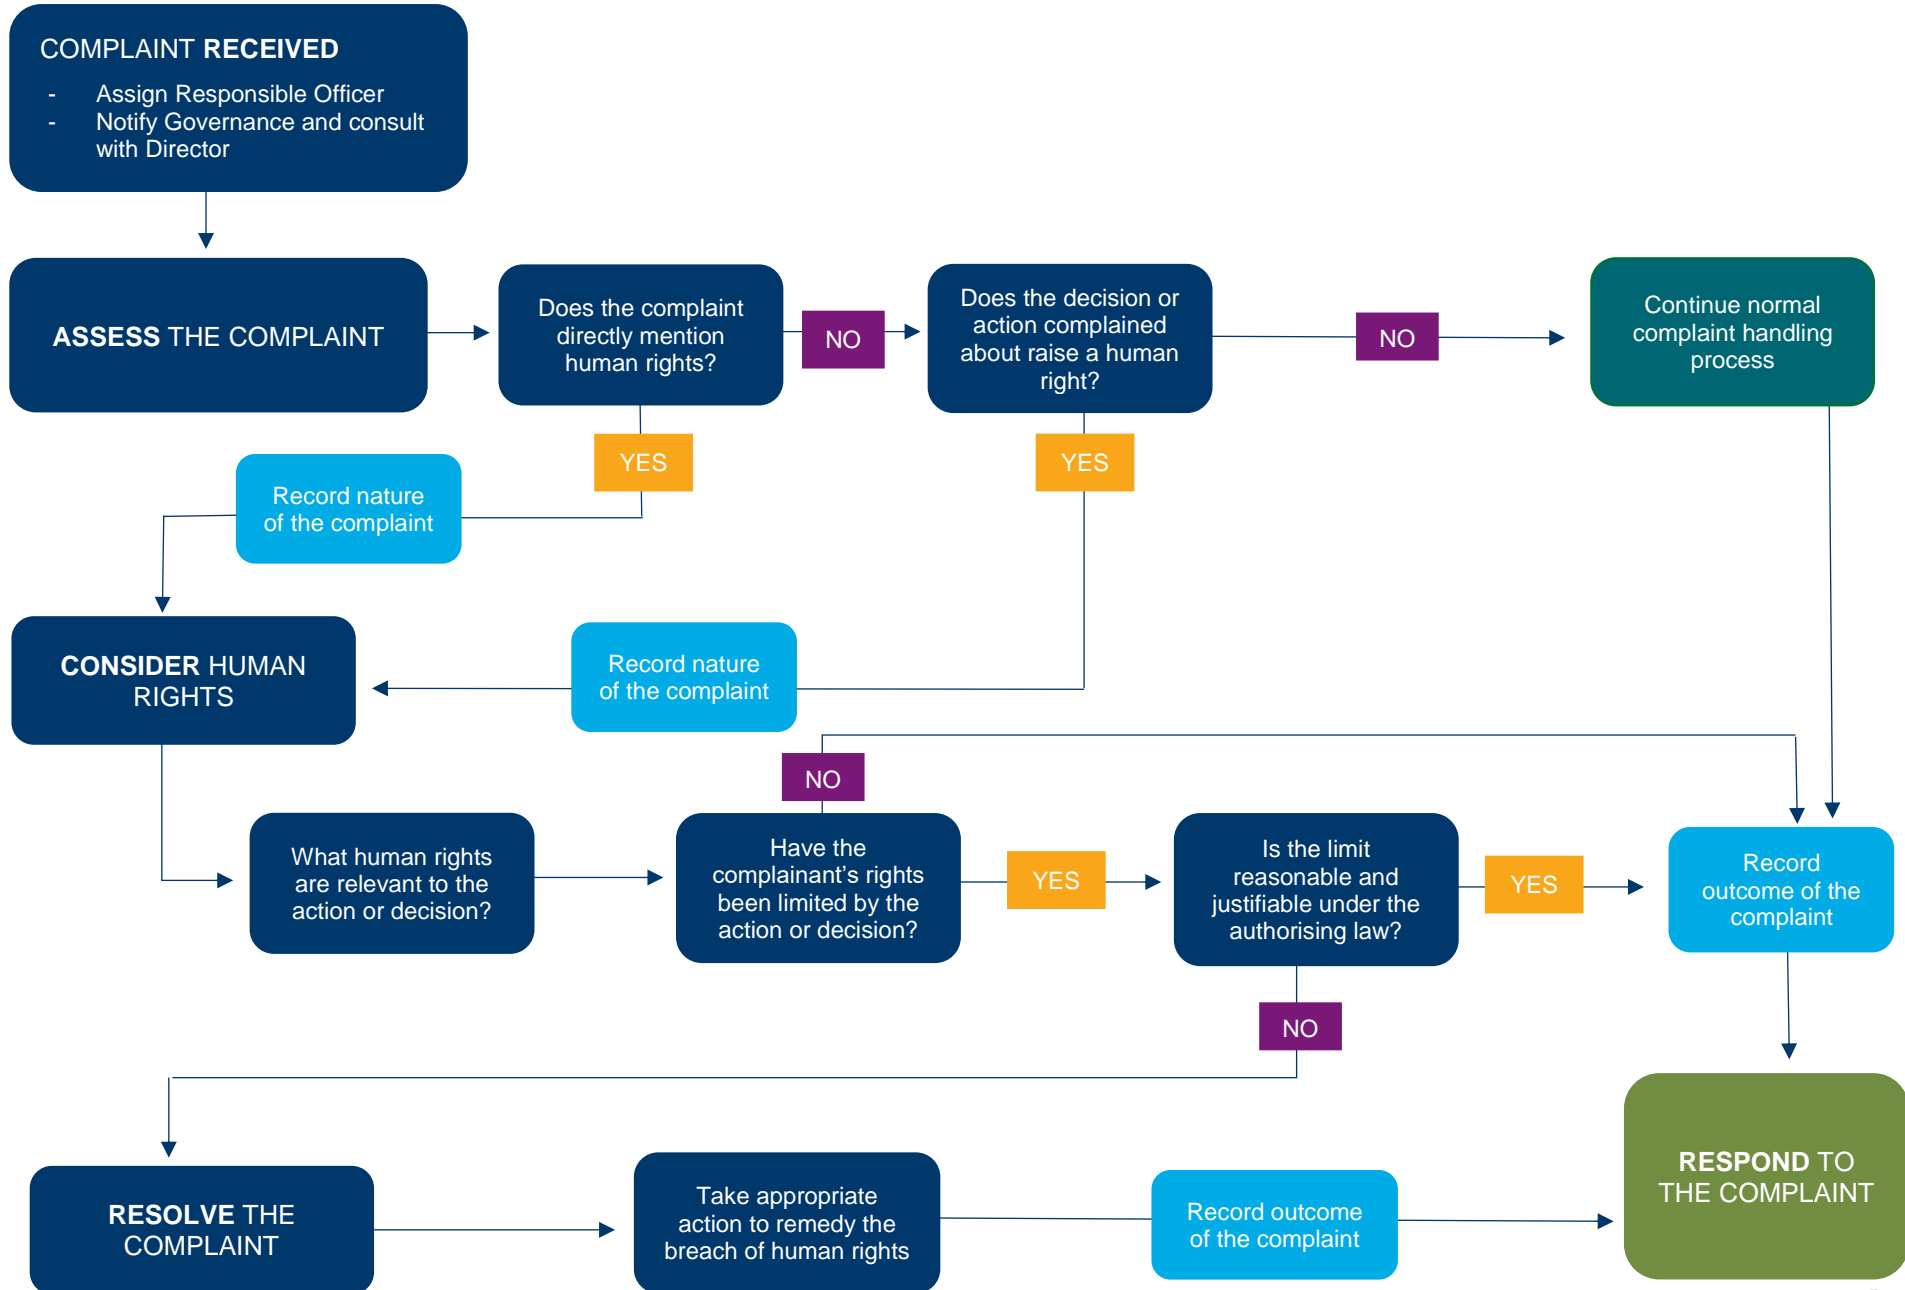 COMPLAINT RECEIVED
- Assign Responsible Officer
- Notify Governance and consult
with Director
ASSESS THE COMPLAINT
Does the complaint
directly mention
human rights?
NO
Does the decision or
action complained
about raise a human
right?
NO
Continue normal
complaint handling
process
YES
YES
Record nature
of the complaint
CONSIDER HUMAN
RIGHTS
Record nature
of the complaint
NO
What human rights
are relevant to the
action or decision?
Have the
complainant’s rights
been limited by the
action or decision?
YES
Is the limit
reasonable and
justifiable under the
authorising law?
YES
Record
outcome of the
complaint
NO
RESOLVE THE
COMPLAINT
Take appropriate
action to remedy the
breach of human rights
Record outcome
of the complaint
RESPOND TO
THE COMPLAINT